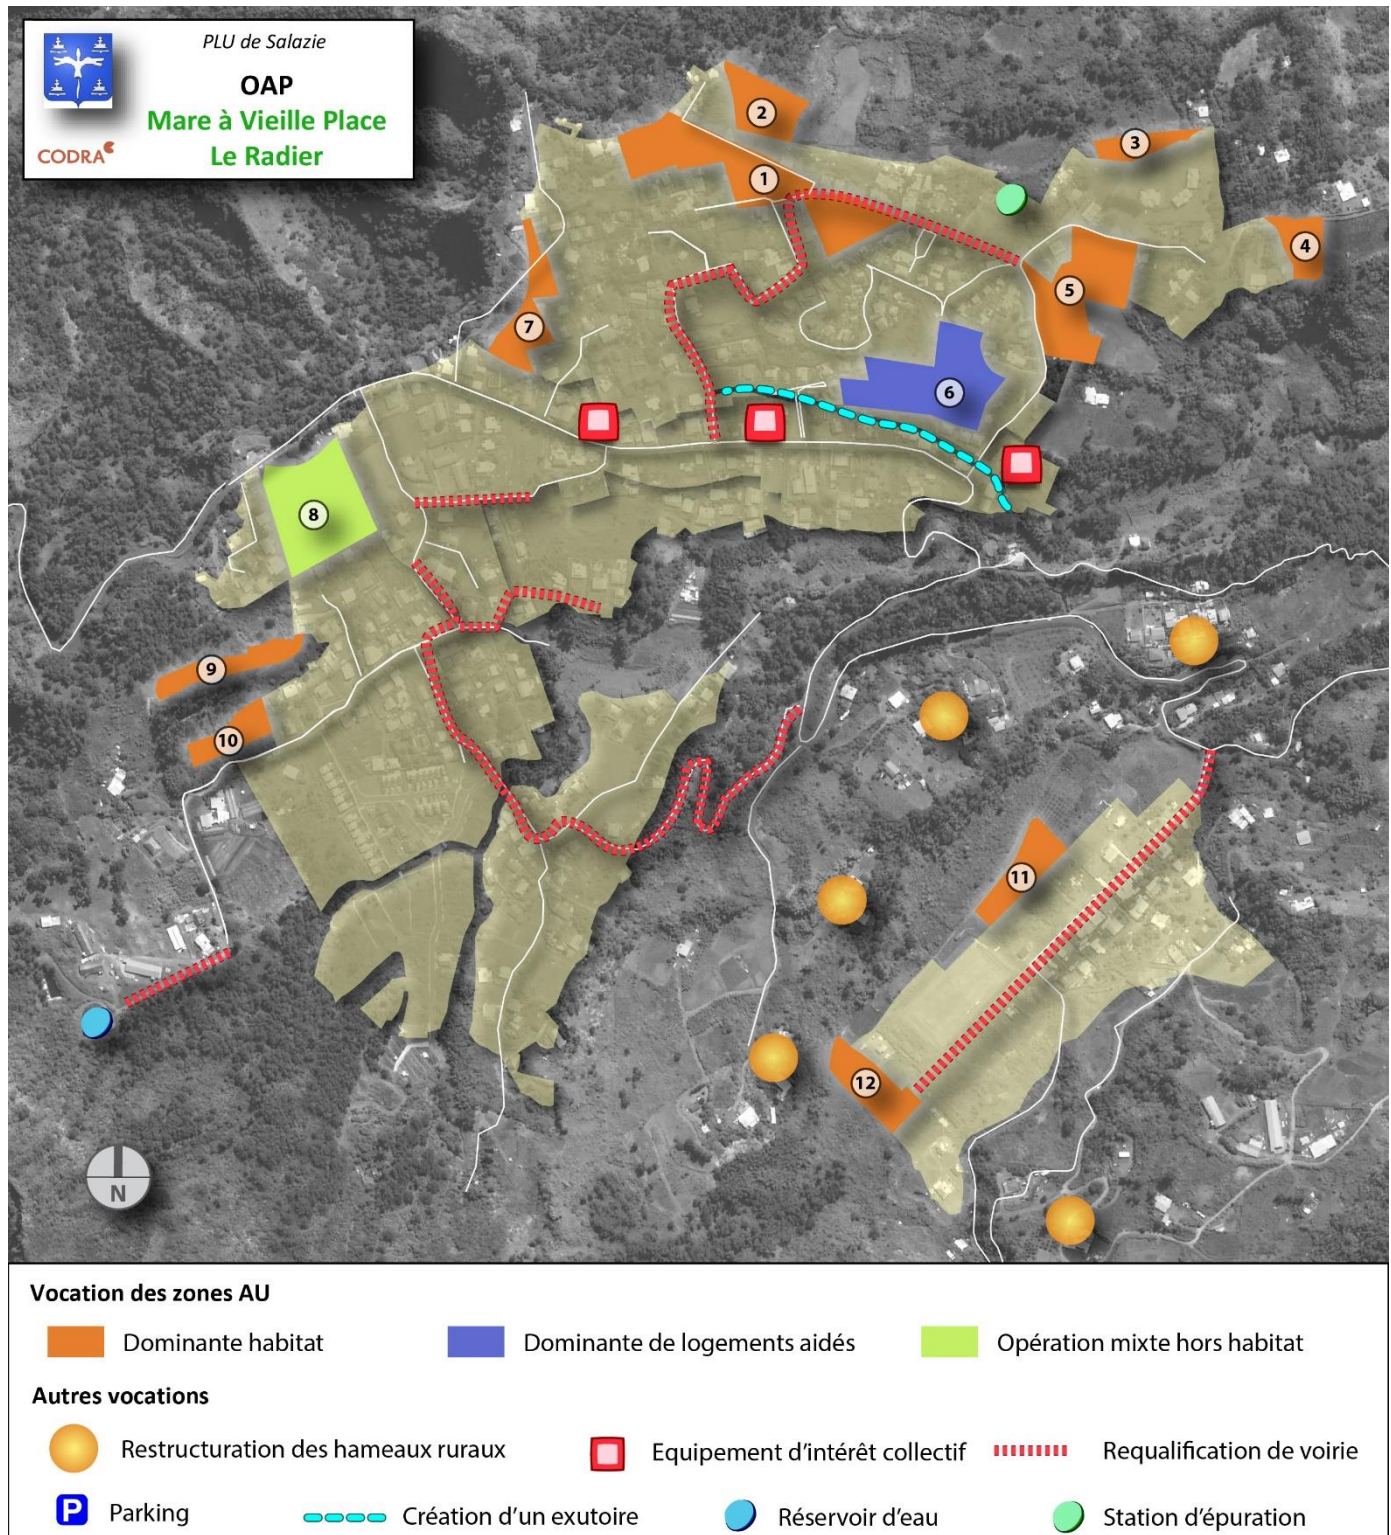 PLU de Salazie
OAP
Mare à Vieille Place
Le Radier
CODRA
2
1
3
4
5
7
6
8
9
10
11
12
N
Vocation des zones AU
Dominante habitat
Dominante de logements aidés
Opération mixte hors habitat
Autres vocations
Restructuration des hameaux ruraux
Equipement d'intérêt collectif
Requalification de voirie
P Parking
Création d'un exutoire
Réservoir d'eau
Station d'épuration